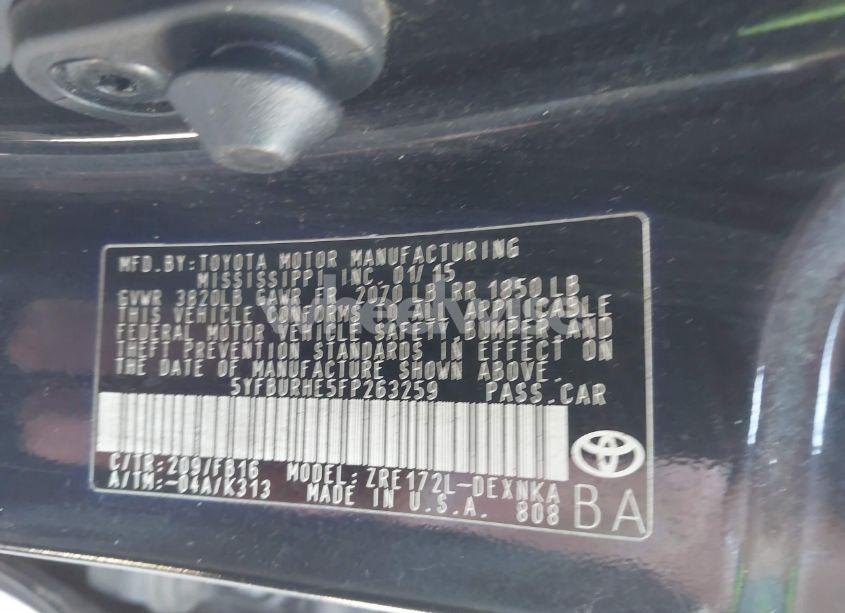 MFD.BY:TOYOTA MOTOR MANUFACTURING
MISSISSIPPI INC. 01/15
GVWR 3820LB GAWR FR 2070 LB RR 1850 LB
THIS VEHICLE CONFORMS TO ALL APPLICABLE
FEDERAL MOTOR VEHICLE SAFETY BUMPER AND
THEFT PREVENTION STANDARDS IN EFFECT ON
THE DATE OF MANUFACTURE SHOWN ABOVE.
5YFBURHE5FP263259 PASS.CAR
C/TR:209/FB16 MODEL:ZRE172L-DEXNKA
A/TM:-04A/K313 MADE IN U.S.A. 808
BA